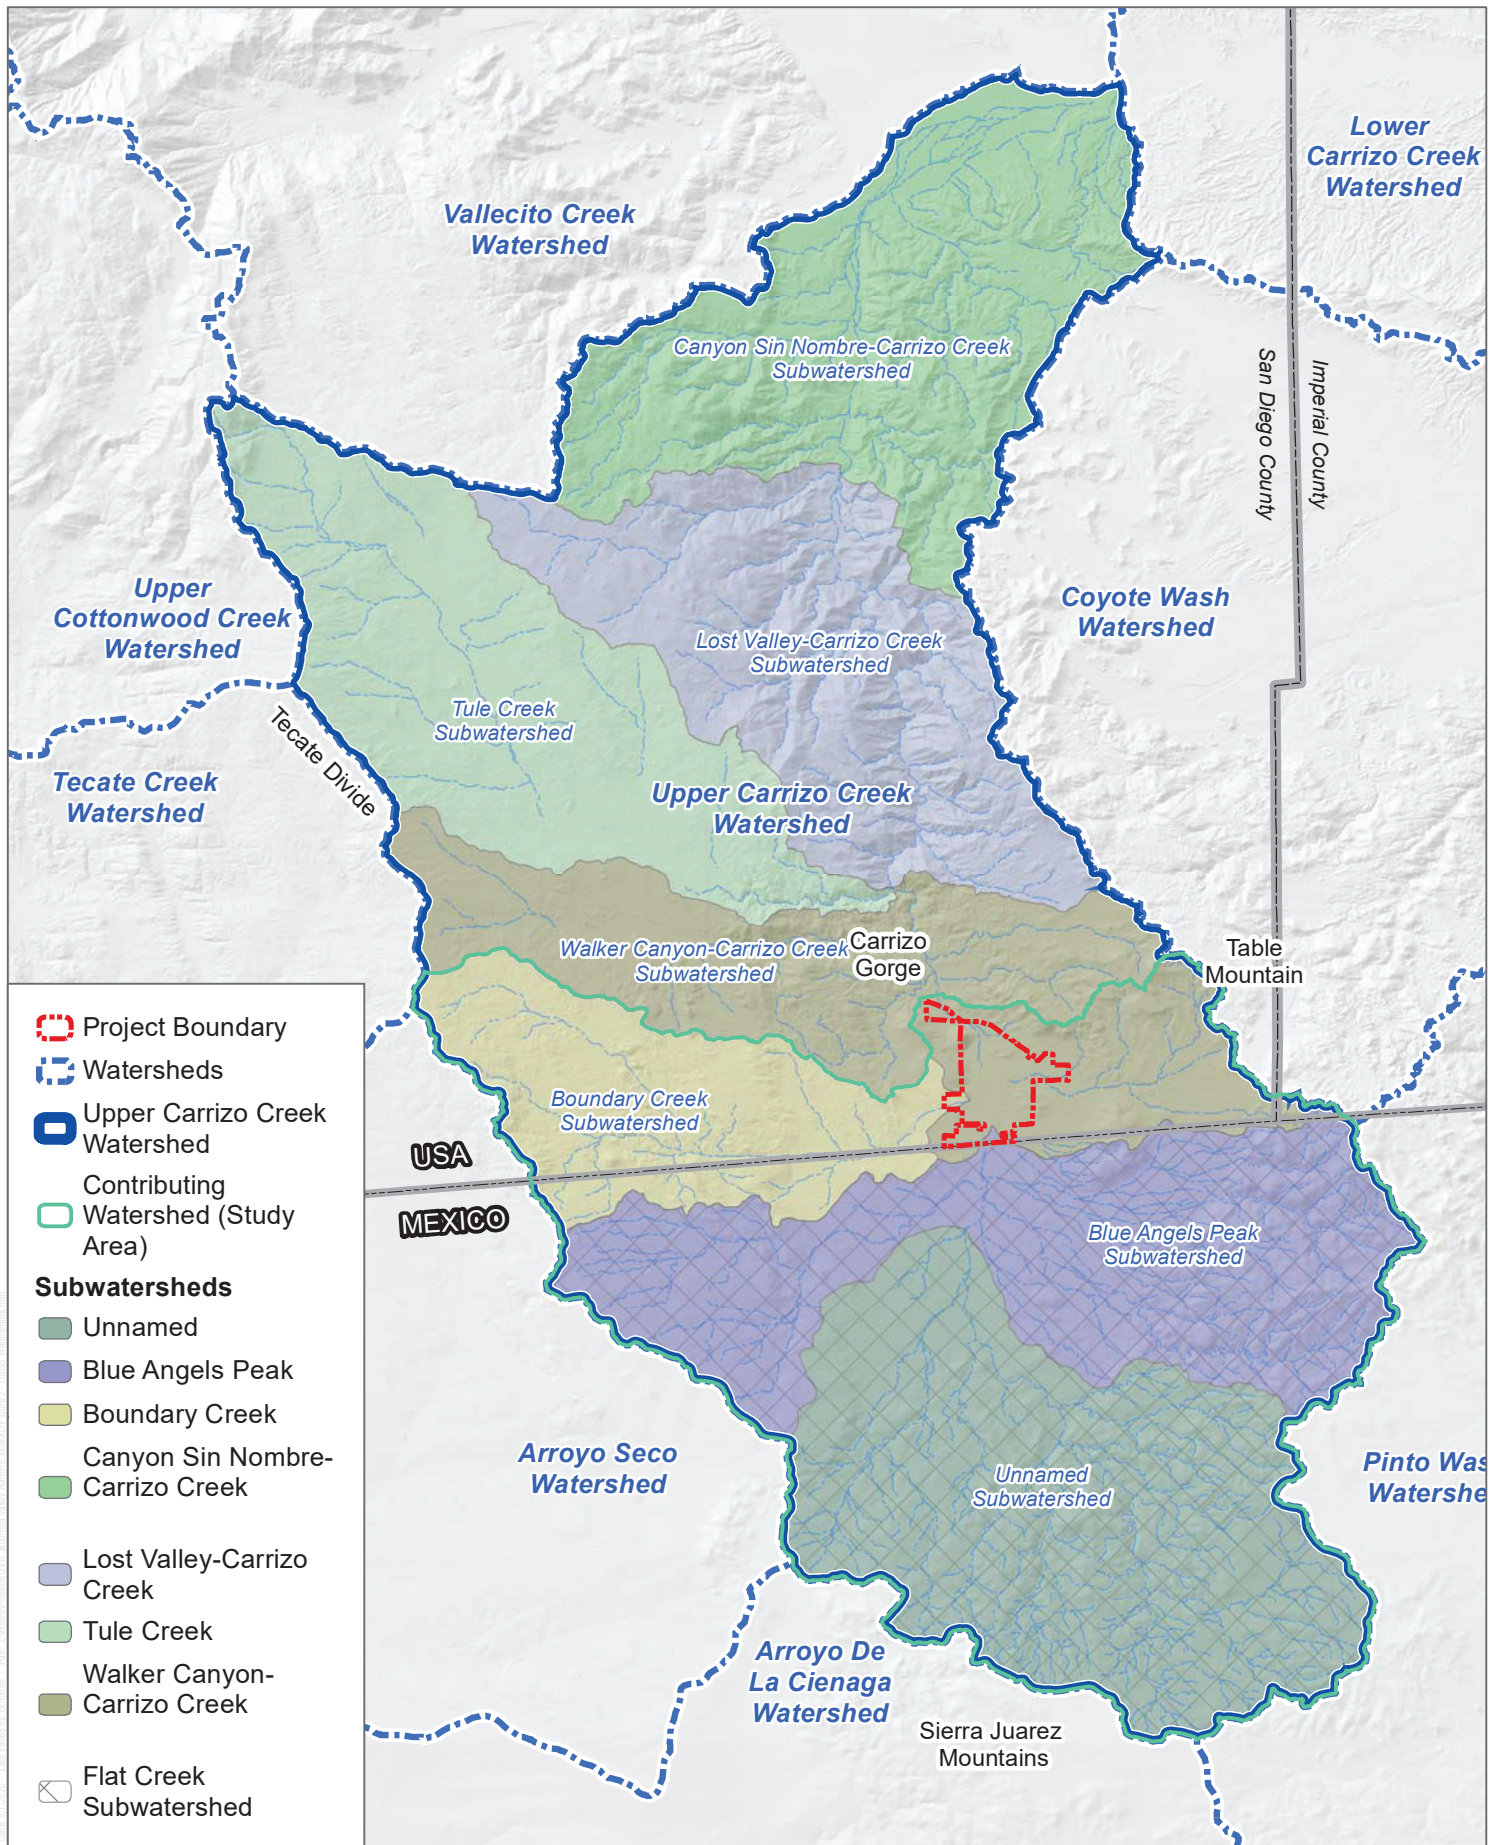 Lower
Carrizo Creek
Watershed
Vallecito Creek
Watershed
Canyon Sin Nombre-Carrizo Creek
Subwatershed
San Diego County
Imperial County
Upper
Cottonwood Creek
Watershed
Coyote Wash
Watershed
Lost Valley-Carrizo Creek
Subwatershed
Tule Creek
Subwatershed
Tecate Divide
Tecate Creek
Watershed
Upper Carrizo Creek
Watershed
Walker Canyon-Carrizo Creek
Subwatershed
Carrizo
Gorge
Table
Mountain
Boundary Creek
Subwatershed
USA
MEXICO
Blue Angels Peak
Subwatershed
Arroyo Seco
Watershed
Unnamed
Subwatershed
Pinto Was
Watershe
Arroyo De
La Cienaga
Watershed
Sierra Juarez
Mountains
Project Boundary
Watersheds
Upper Carrizo Creek
Watershed
Contributing
Watershed (Study
Area)
Subwatersheds
Unnamed
Blue Angels Peak
Boundary Creek
Canyon Sin Nombre-
Carrizo Creek
Lost Valley-Carrizo
Creek
Tule Creek
Walker Canyon-
Carrizo Creek
Flat Creek
Subwatershed